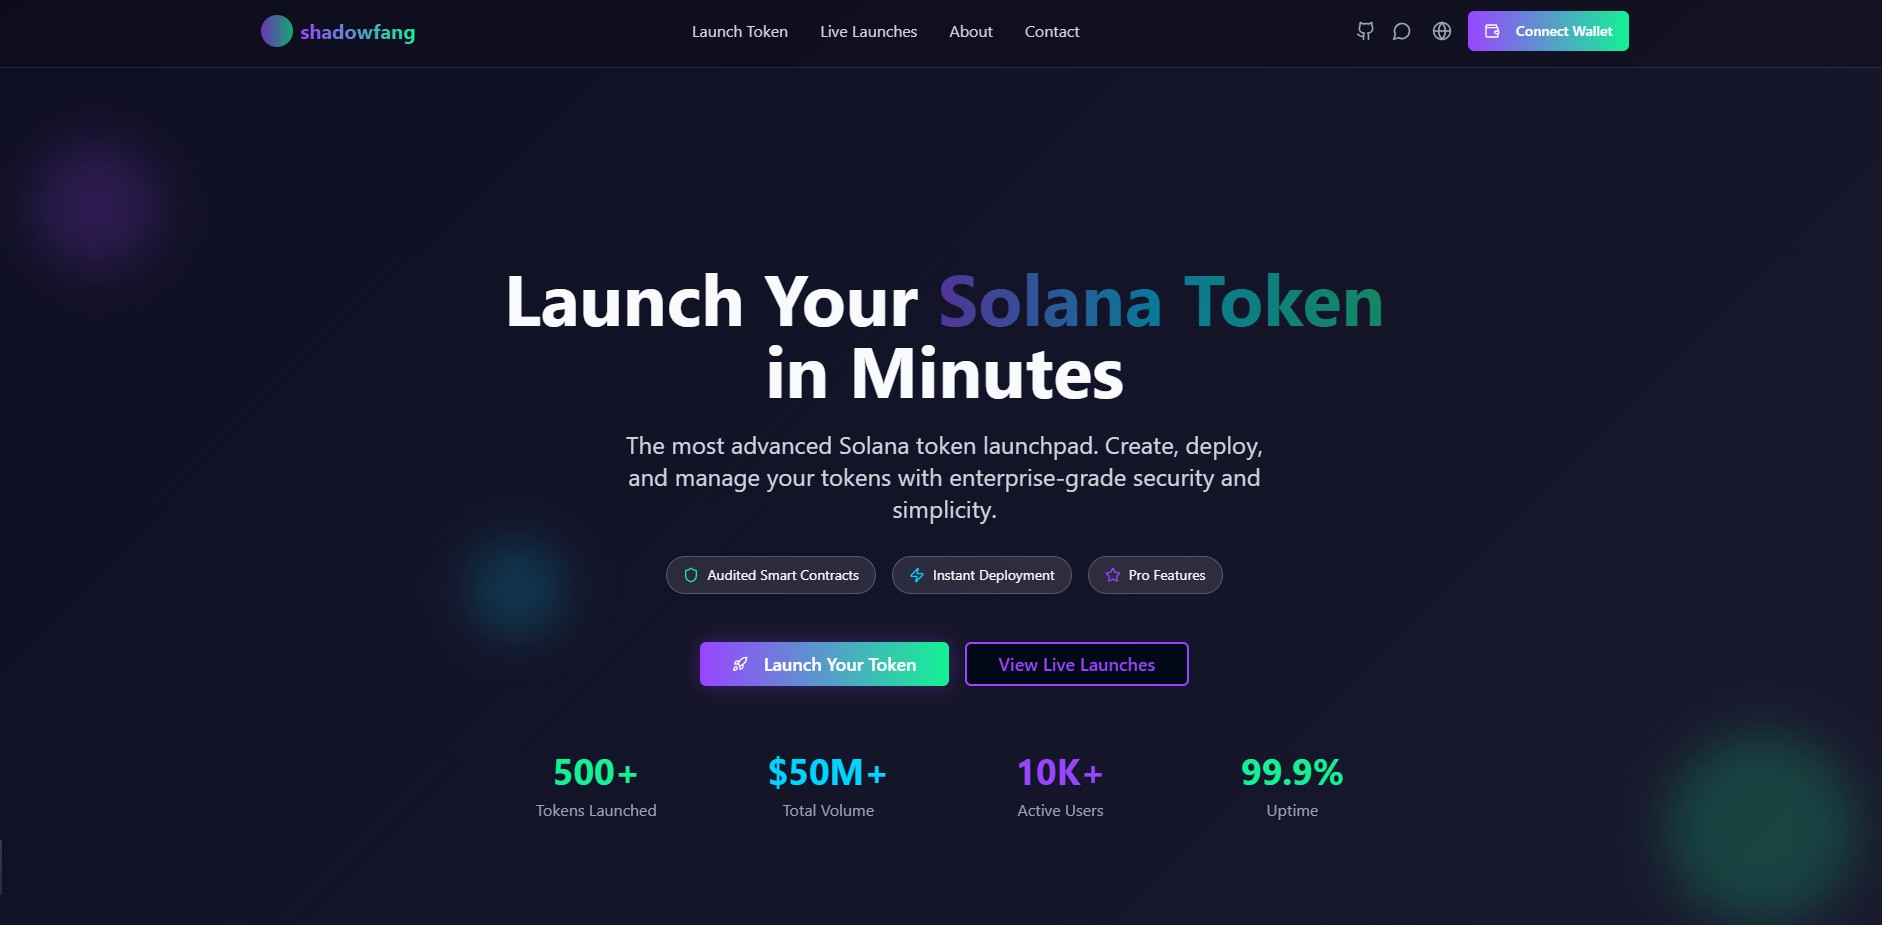 shadowfang
Launch Token
Live Launches
About
Contact
Connect Wallet
Launch Your Solana Token
in Minutes
The most advanced Solana token launchpad. Create, deploy,
and manage your tokens with enterprise-grade security and
simplicity.
Audited Smart Contracts
Instant Deployment
Pro Features
Launch Your Token
View Live Launches
500+
Tokens Launched
$50M+
Total Volume
10K+
Active Users
99.9%
Uptime